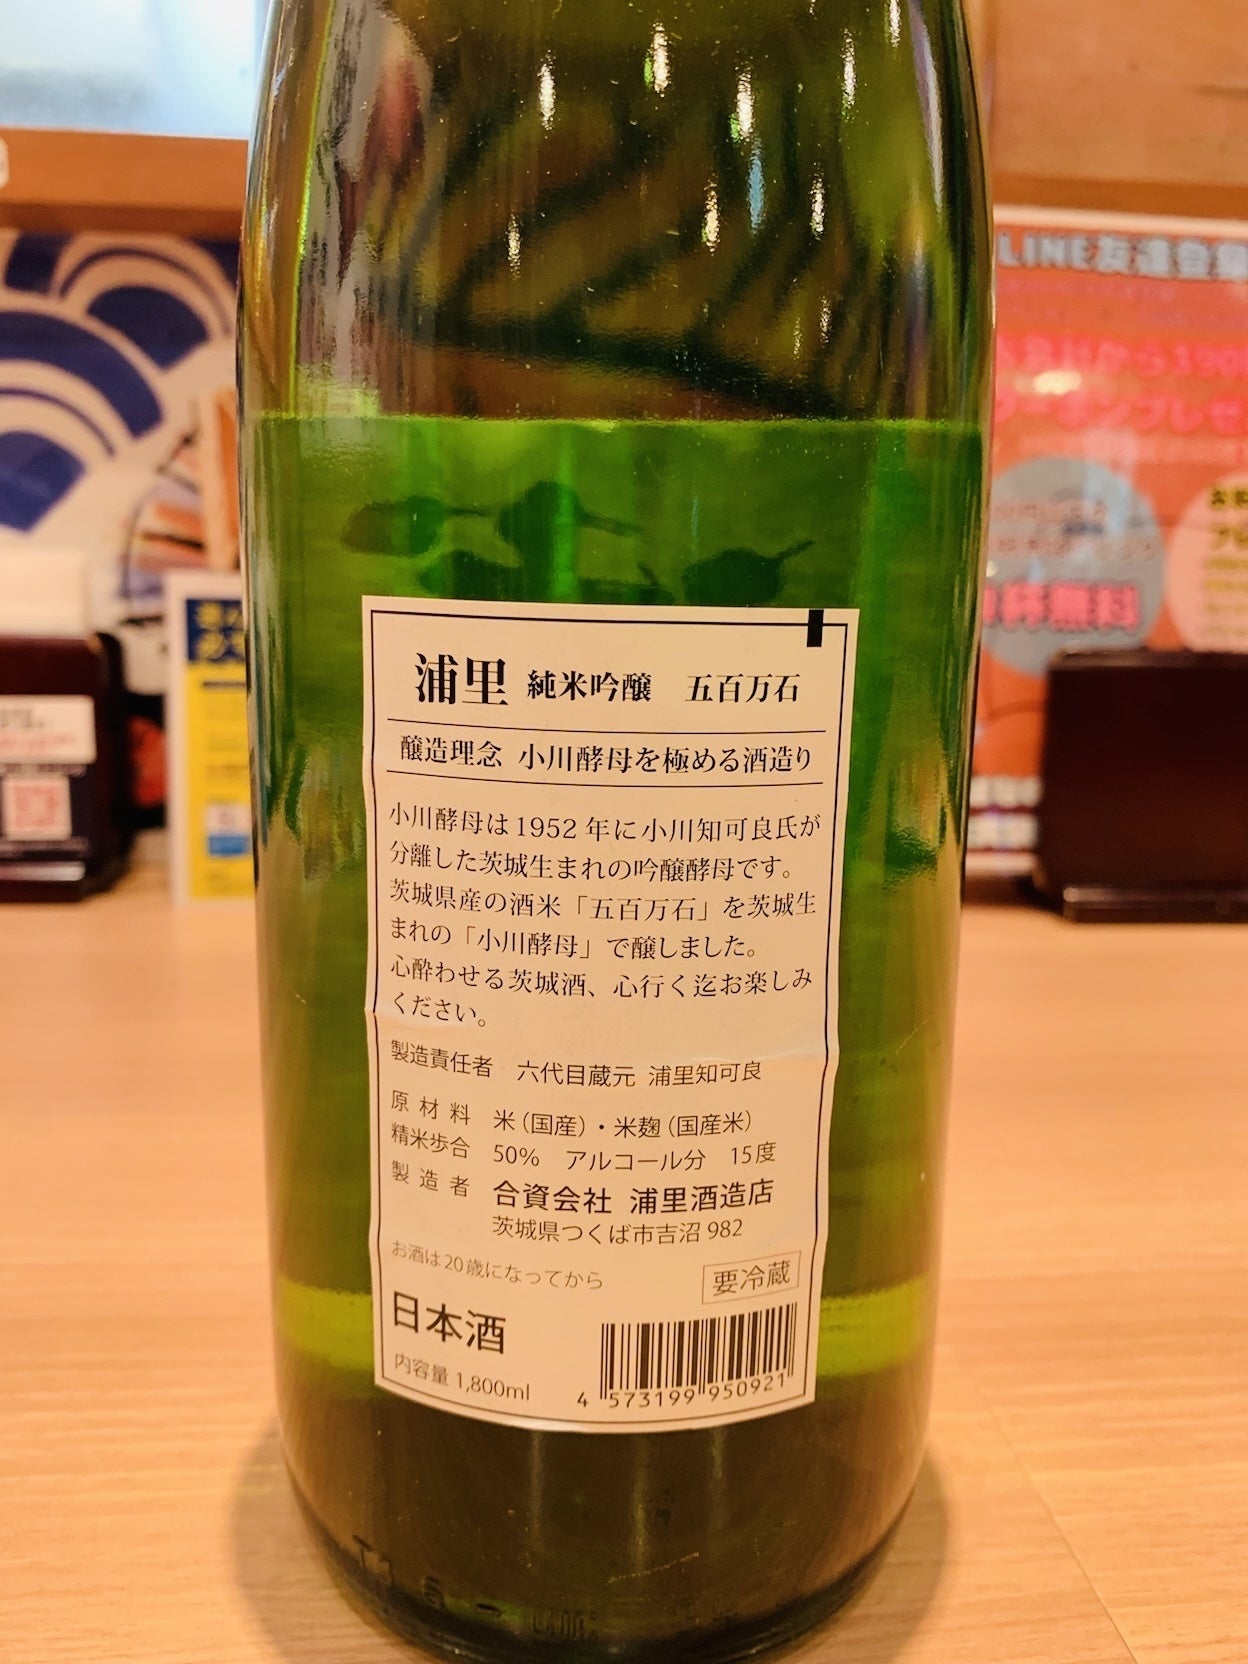 浦里 純米吟醸 五百万石
醸造理念 小川酵母を極める酒造り
小川酵母は1952年に小川知可良氏が
分離した茨城生まれの吟醸酵母です。
茨城県産の酒米「五百万石」を茨城生
まれの「小川酵母」で醸しました。
心酔わせる茨城酒、心行く迄お楽しみ
ください。
製造責任者 六代目蔵元 浦里知可良
原材料 米(国産)・米麹(国産米)
精米歩合 50% アルコール分 15度
製造者 合資会社 浦里酒造店
茨城県つくば市吉沼982
お酒は20歳になってから
要冷蔵
日本酒
内容量 1,800ml
4 573199 950921
LINE友達登録
無料